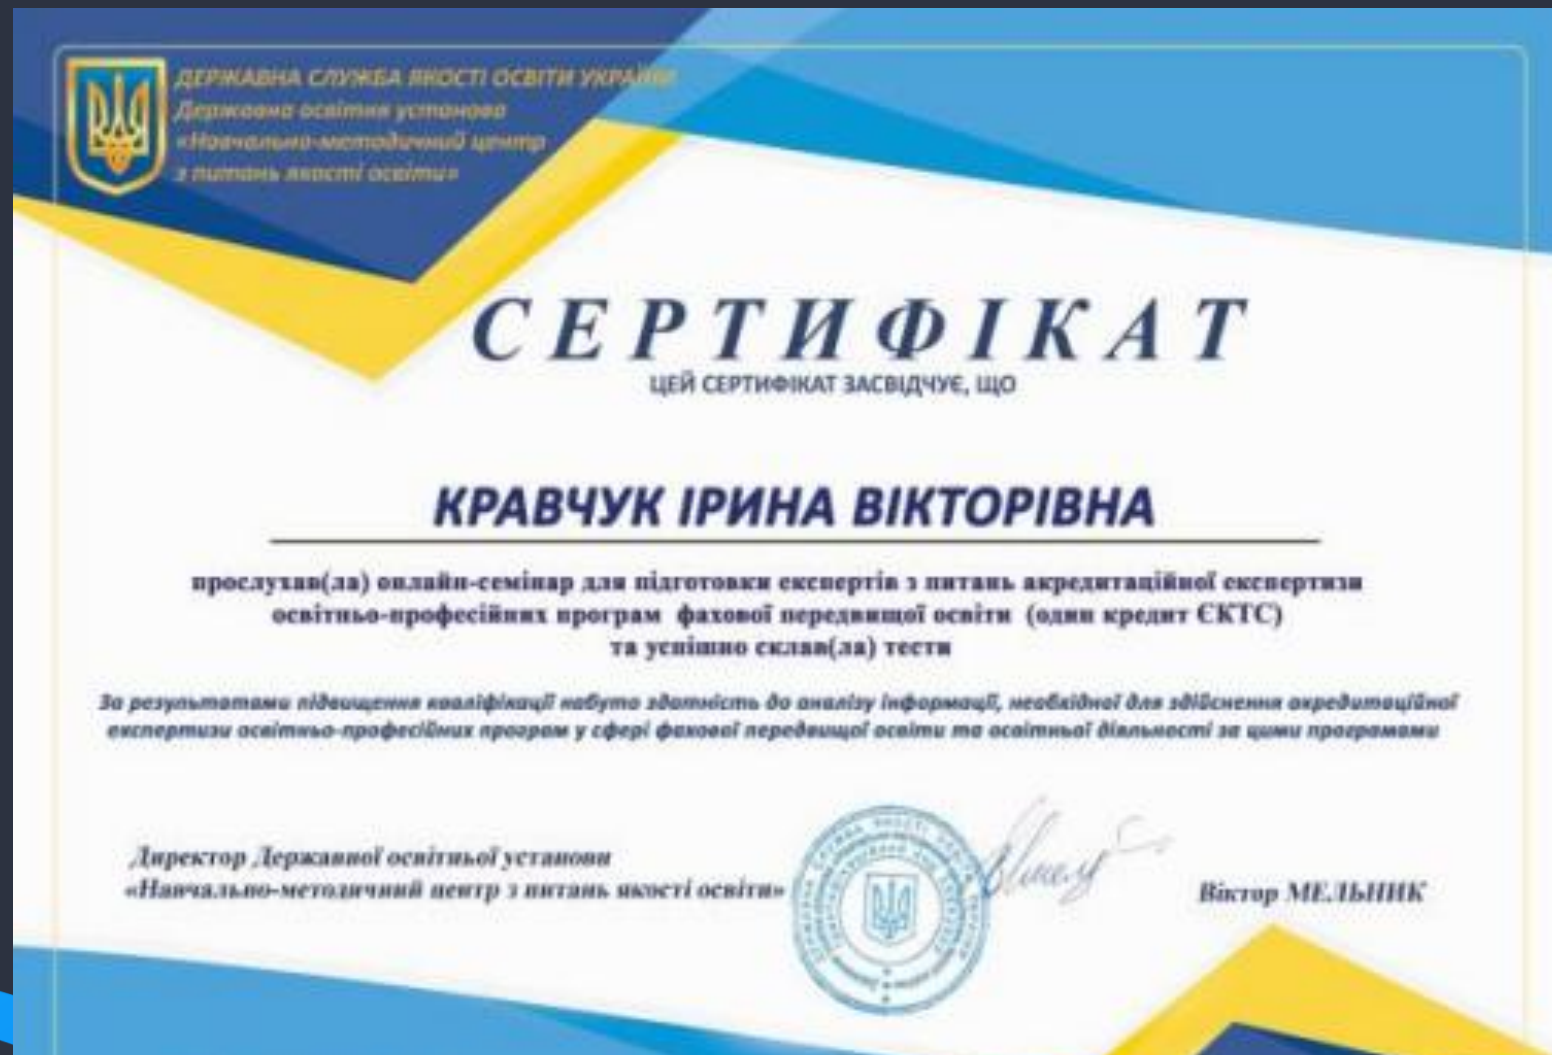 ДЕРЖАВНА СЛУЖБА ЯКОСТІ ОСВІТИ УКРАЇНИ
Державна освітня установа
«Навчально-методичний центр
з питань якості освіти»
СЕРТИФІКАТ
ЦЕЙ СЕРТИФІКАТ ЗАСВІДЧУЄ, ЩО
КРАВЧУК ІРИНА ВІКТОРІВНА
прослухав(ла) онлайн-семінар для підготовки експертів з питань акредитаційної експертизи
освітньо-професійних програм фахової передвищої освіти (один кредит ЄКТС)
та успішно склав(ла) тести
За результатами підвищення кваліфікації набуто здатність до аналізу інформації, необхідної для здійснення акредитаційної
експертизи освітньо-професійних програм у сфері фахової передвищої освіти та освітньої діяльності за цими програмами
Директор Державної освітньої установи
«Навчально-методичний центр з питань якості освіти»
Віктор МЕЛЬНИК